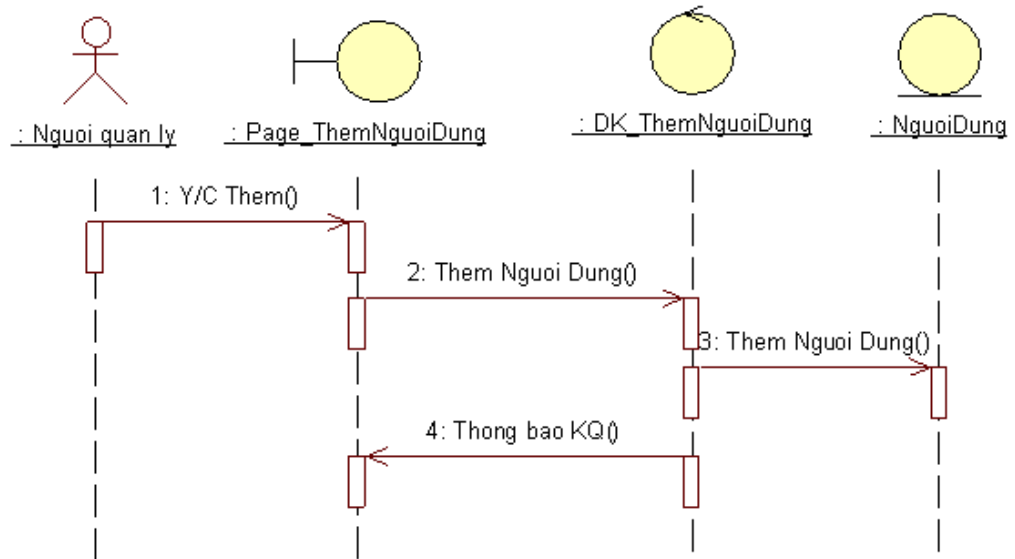 : Nguoi quan ly
: Page_ThemNguoiDung
: DK_ThemNguoiDung
: NguoiDung
1: Y/C Them()
2: Them Nguoi Dung()
3: Them Nguoi Dung()
4: Thong bao KQ()